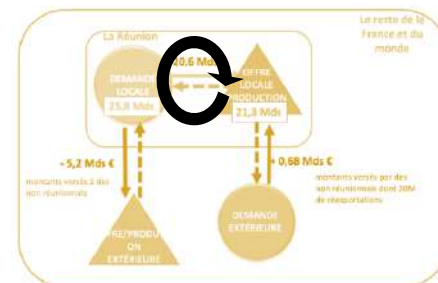 Le reste de la
France et du
monde
La Réunion
20,6 Mds
DEMANDE
LOCALE
25,8 Mds
OFFRE
LOCALE
PRODUCTION
21,3 Mds
- 5,2 Mds €
montants versés à des
non réunionnais
0,68 Mds €
montants versés par des
non réunionnais dont
de réexportations
ON
EXTÉRIEURE
DEMANDE
EXTÉRIEURE